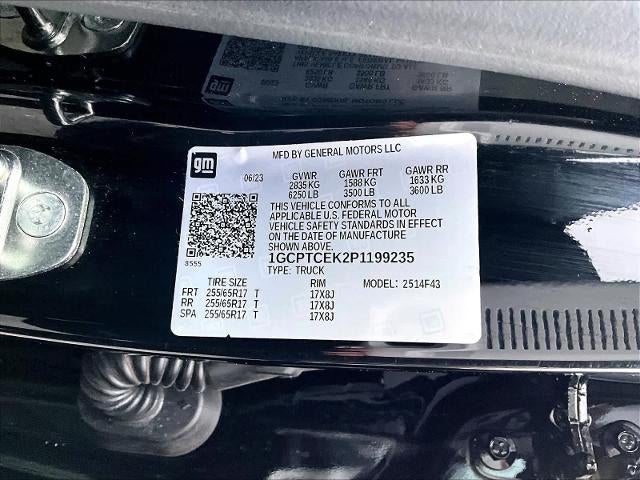 gm
MFD BY GENERAL MOTORS LLC
06/23 GVWR GAWR FRT GAWR RR
2835 KG 1588 KG 1633 KG
6250 LB 3500 LB 3600 LB
THIS VEHICLE CONFORMS TO ALL
APPLICABLE U.S. FEDERAL MOTOR
VEHICLE SAFETY STANDARDS IN EFFECT
ON THE DATE OF MANUFACTURE
SHOWN ABOVE.
1GCPTCEK2P1199235
TYPE: TRUCK
3555
TIRE SIZE RIM MODEL: 2514F43
FRT 255/65R17 T 17X8J
RR 255/65R17 T 17X8J
SPA 255/65R17 T 17X8J